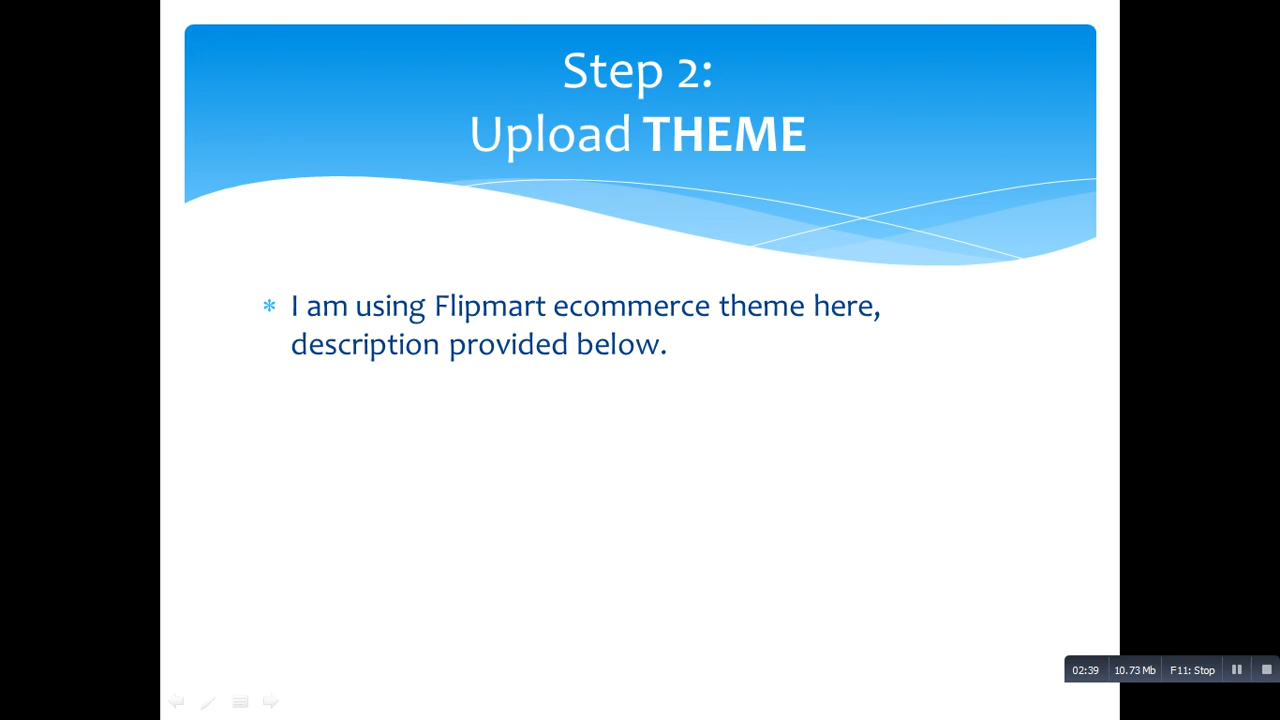 Step 2:
Upload THEME
* I am using Flipmart ecommerce theme here,
description provided below.
02:39 10.73 Mb F11: Stop